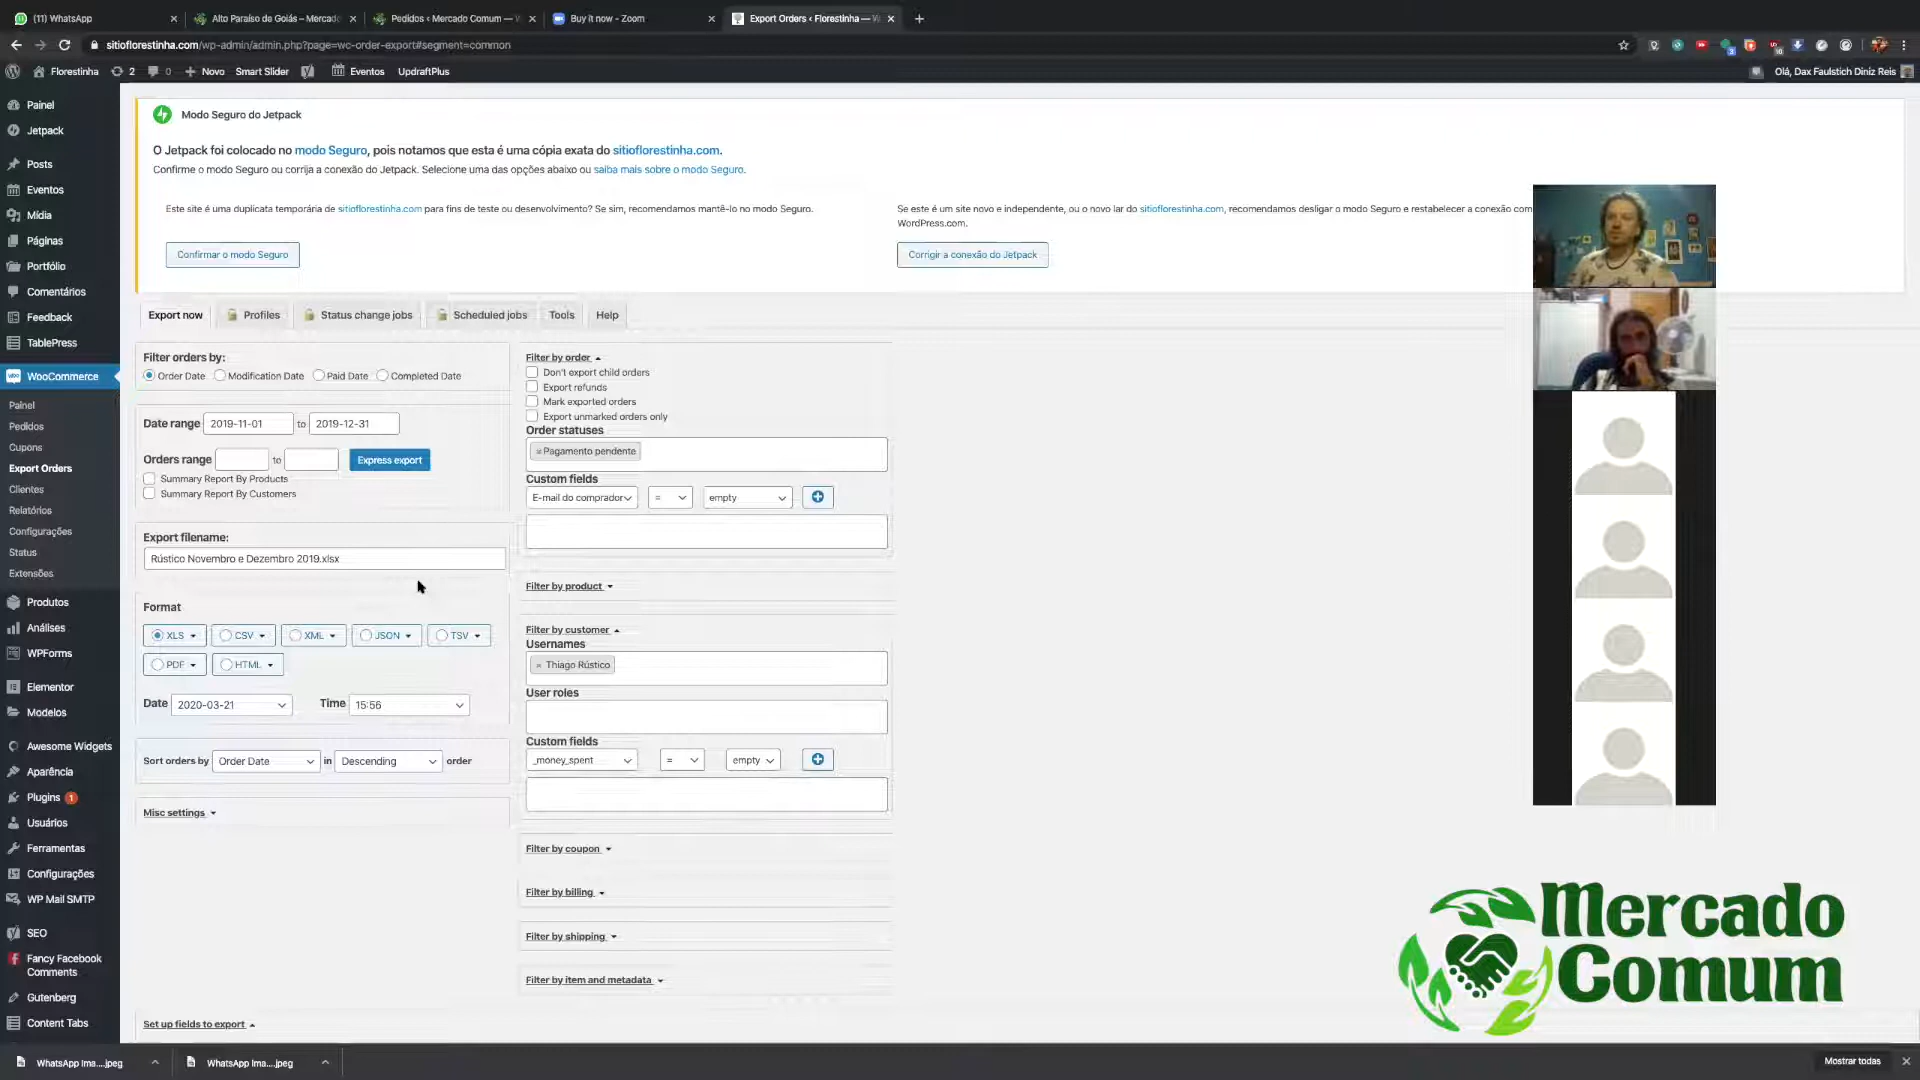 (11) WhatsApp
Alto Paraíso de Goiás – Mercado
Pedidos ‹ Mercado Comum — W
Buy it now - Zoom
Export Orders ‹ Florestinha — W
sitioflorestinha.com/wp-admin/admin.php?page=wc-order-export#segment=common
Florestinha
2
0
Novo
Smart Slider
Eventos
UpdraftPlus
Olá, Dax Faulstich Diniz Reis
Painel
Jetpack
Posts
Eventos
Mídia
Páginas
Portfólio
Comentários
Feedback
TablePress
WooCommerce
Painel
Pedidos
Cupons
Export Orders
Clientes
Relatórios
Configurações
Status
Extensões
Produtos
Análises
WPForms
Elementor
Modelos
Awesome Widgets
Aparência
Plugins 1
Usuários
Ferramentas
Configurações
WP Mail SMTP
SEO
Fancy Facebook
Comments
Gutenberg
Content Tabs
Modo Seguro do Jetpack
O Jetpack foi colocado no modo Seguro, pois notamos que esta é uma cópia exata do sitioflorestinha.com.
Confirme o modo Seguro ou corrija a conexão do Jetpack. Selecione uma das opções abaixo ou saiba mais sobre o modo Seguro.
Este site é uma duplicata temporária de sitioflorestinha.com para fins de teste ou desenvolvimento? Se sim, recomendamos mantê-lo no modo Seguro.
Confirmar o modo Seguro
Se este é um site novo e independente, ou o novo lar do sitioflorestinha.com, recomendamos desligar o modo Seguro e restabelecer a conexão com
WordPress.com.
Corrigir a conexão do Jetpack
Export now
Profiles
Status change jobs
Scheduled jobs
Tools
Help
Filter orders by:
Order Date
Modification Date
Paid Date
Completed Date
Date range 2019-11-01 to 2019-12-31
Orders range to Express export
Summary Report By Products
Summary Report By Customers
Export filename:
Rústico Novembro e Dezembro 2019.xlsx
Format
XLS
CSV
XML
JSON
TSV
PDF
HTML
Date 2020-03-21 Time 15:56
Sort orders by Order Date in Descending order
Misc settings
Filter by order
Don't export child orders
Export refunds
Mark exported orders
Export unmarked orders only
Order statuses
×Pagamento pendente
Custom fields
E-mail do comprador = empty
Filter by product
Filter by customer
Usernames
× Thiago Rústico
User roles
Custom fields
_money_spent = empty
Filter by coupon
Filter by billing
Filter by shipping
Filter by item and metadata
Set up fields to export
Mercado
Comum
WhatsApp Ima....jpeg
WhatsApp Ima....jpeg
Mostrar todas